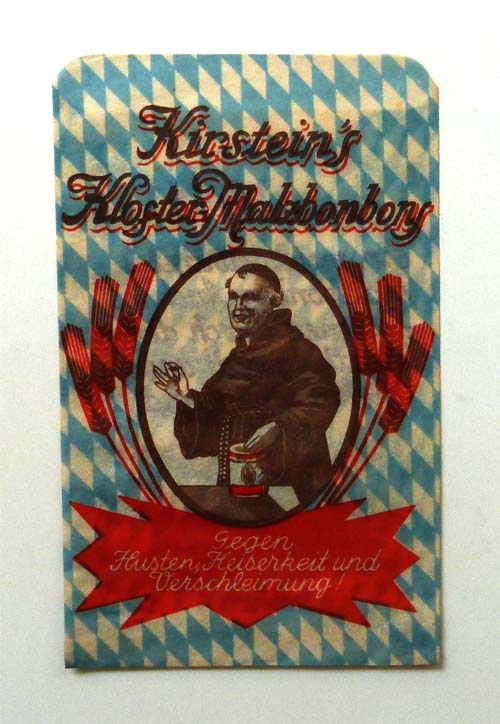 Kirstein's
Kloster-Malzbonbons
Gegen
Husten, Heiserkeit und
Verschleimung!